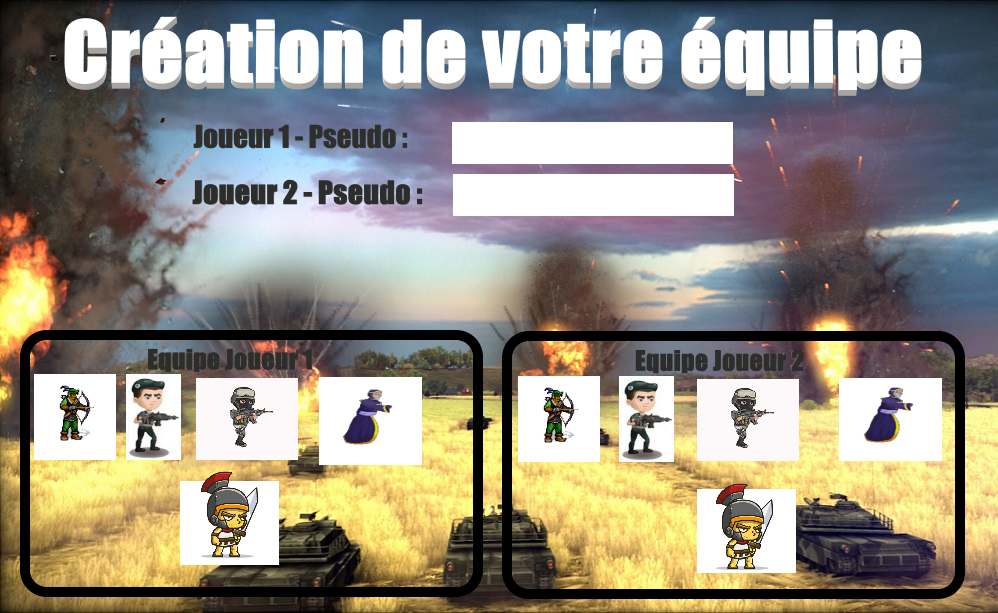 Création de votre équipe
Joueur 1 - Pseudo :
Joueur 2 - Pseudo :
Equipe Joueur 1
Equipe Joueur 2